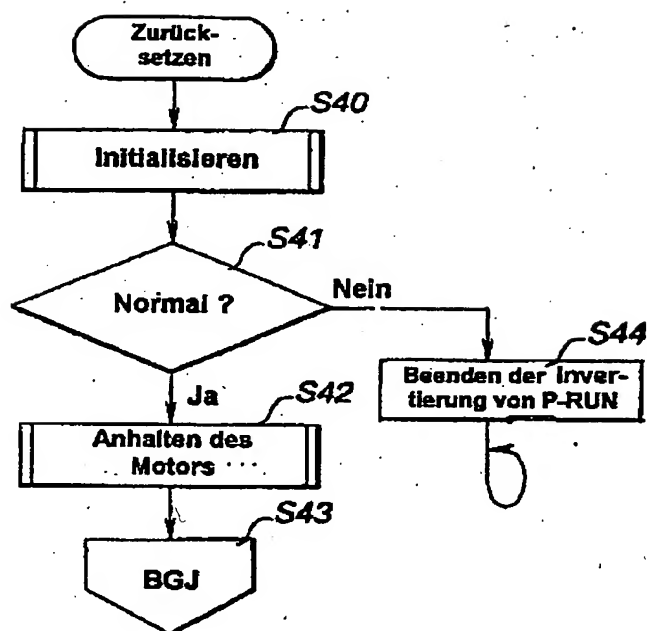 Zurück-
setzen
S40
Initialisieren
S41
Normal ?
Nein
S44
Beenden der Inver-
tierung von P-RUN
Ja
S42
Anhalten des
Motors
S43
BGJ